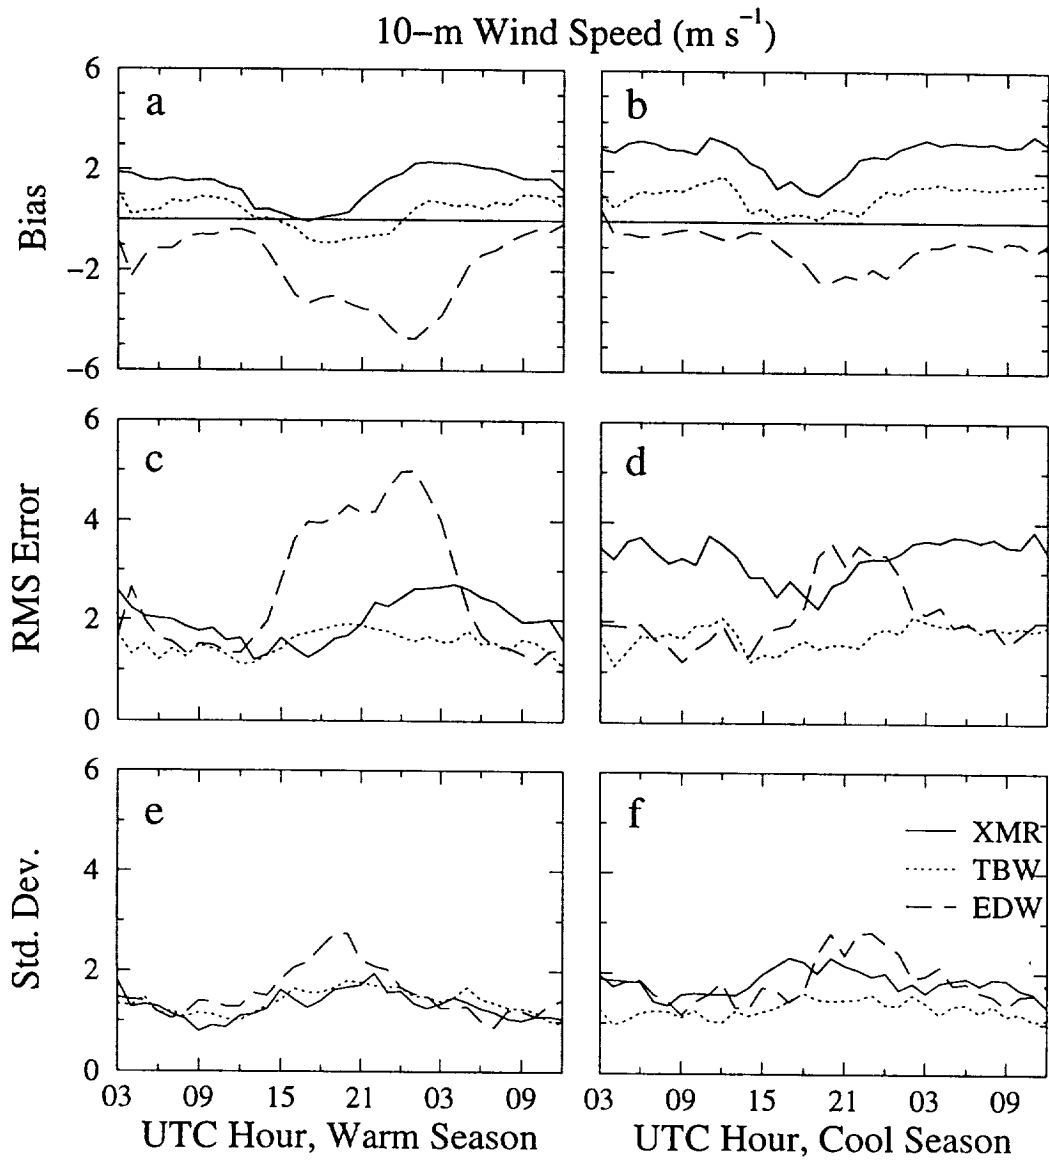 10–m Wind Speed (m s⁻¹)
Bias
6
2
−2
−6
a
b
RMS Error
6
4
2
0
c
d
Std. Dev.
6
4
2
0
e
f
XMR
TBW
EDW
03 09 15 21 03 09
03 09 15 21 03 09
UTC Hour, Warm Season
UTC Hour, Cool Season